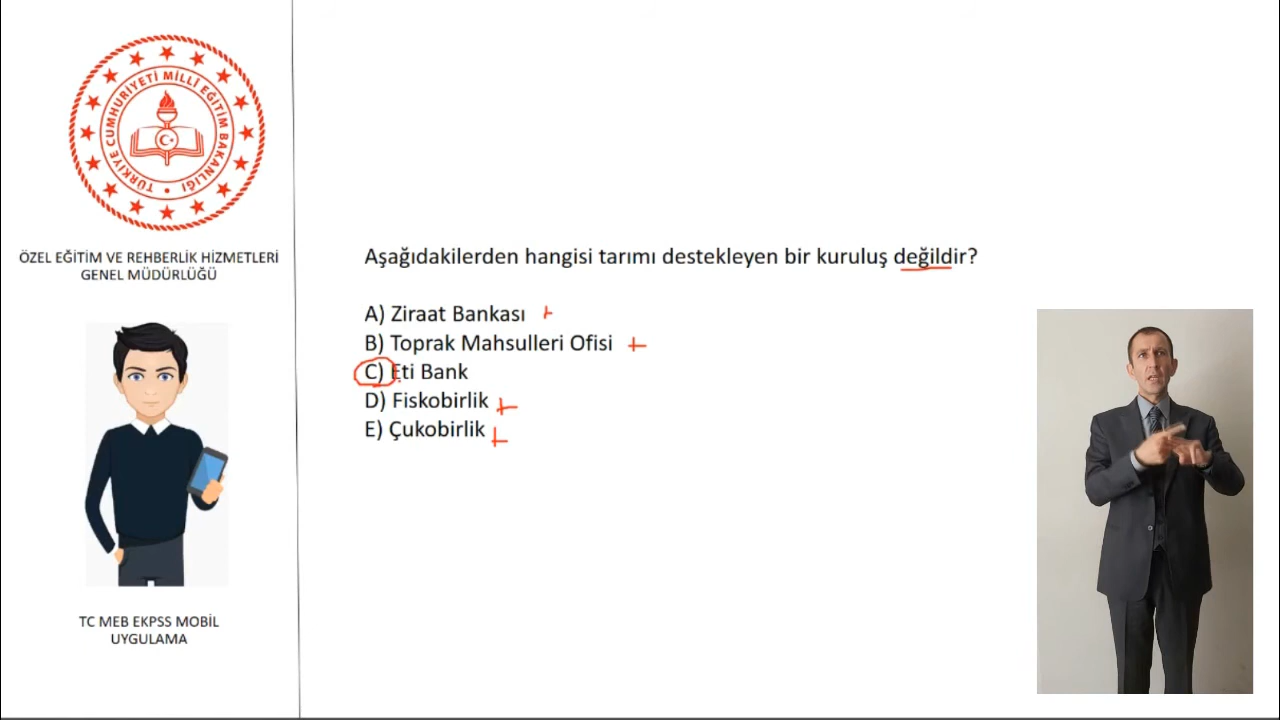 TÜRKİYE CUMHURİYETİ MİLLÎ EĞİTİM BAKANLIĞI
ÖZEL EĞİTİM VE REHBERLİK HİZMETLERİ
GENEL MÜDÜRLÜĞÜ
TC MEB EKPSS MOBİL
UYGULAMA
Aşağıdakilerden hangisi tarımı destekleyen bir kuruluş değildir?
A) Ziraat Bankası +
B) Toprak Mahsulleri Ofisi +
C) Eti Bank
D) Fiskobirlik +
E) Çukobirlik +